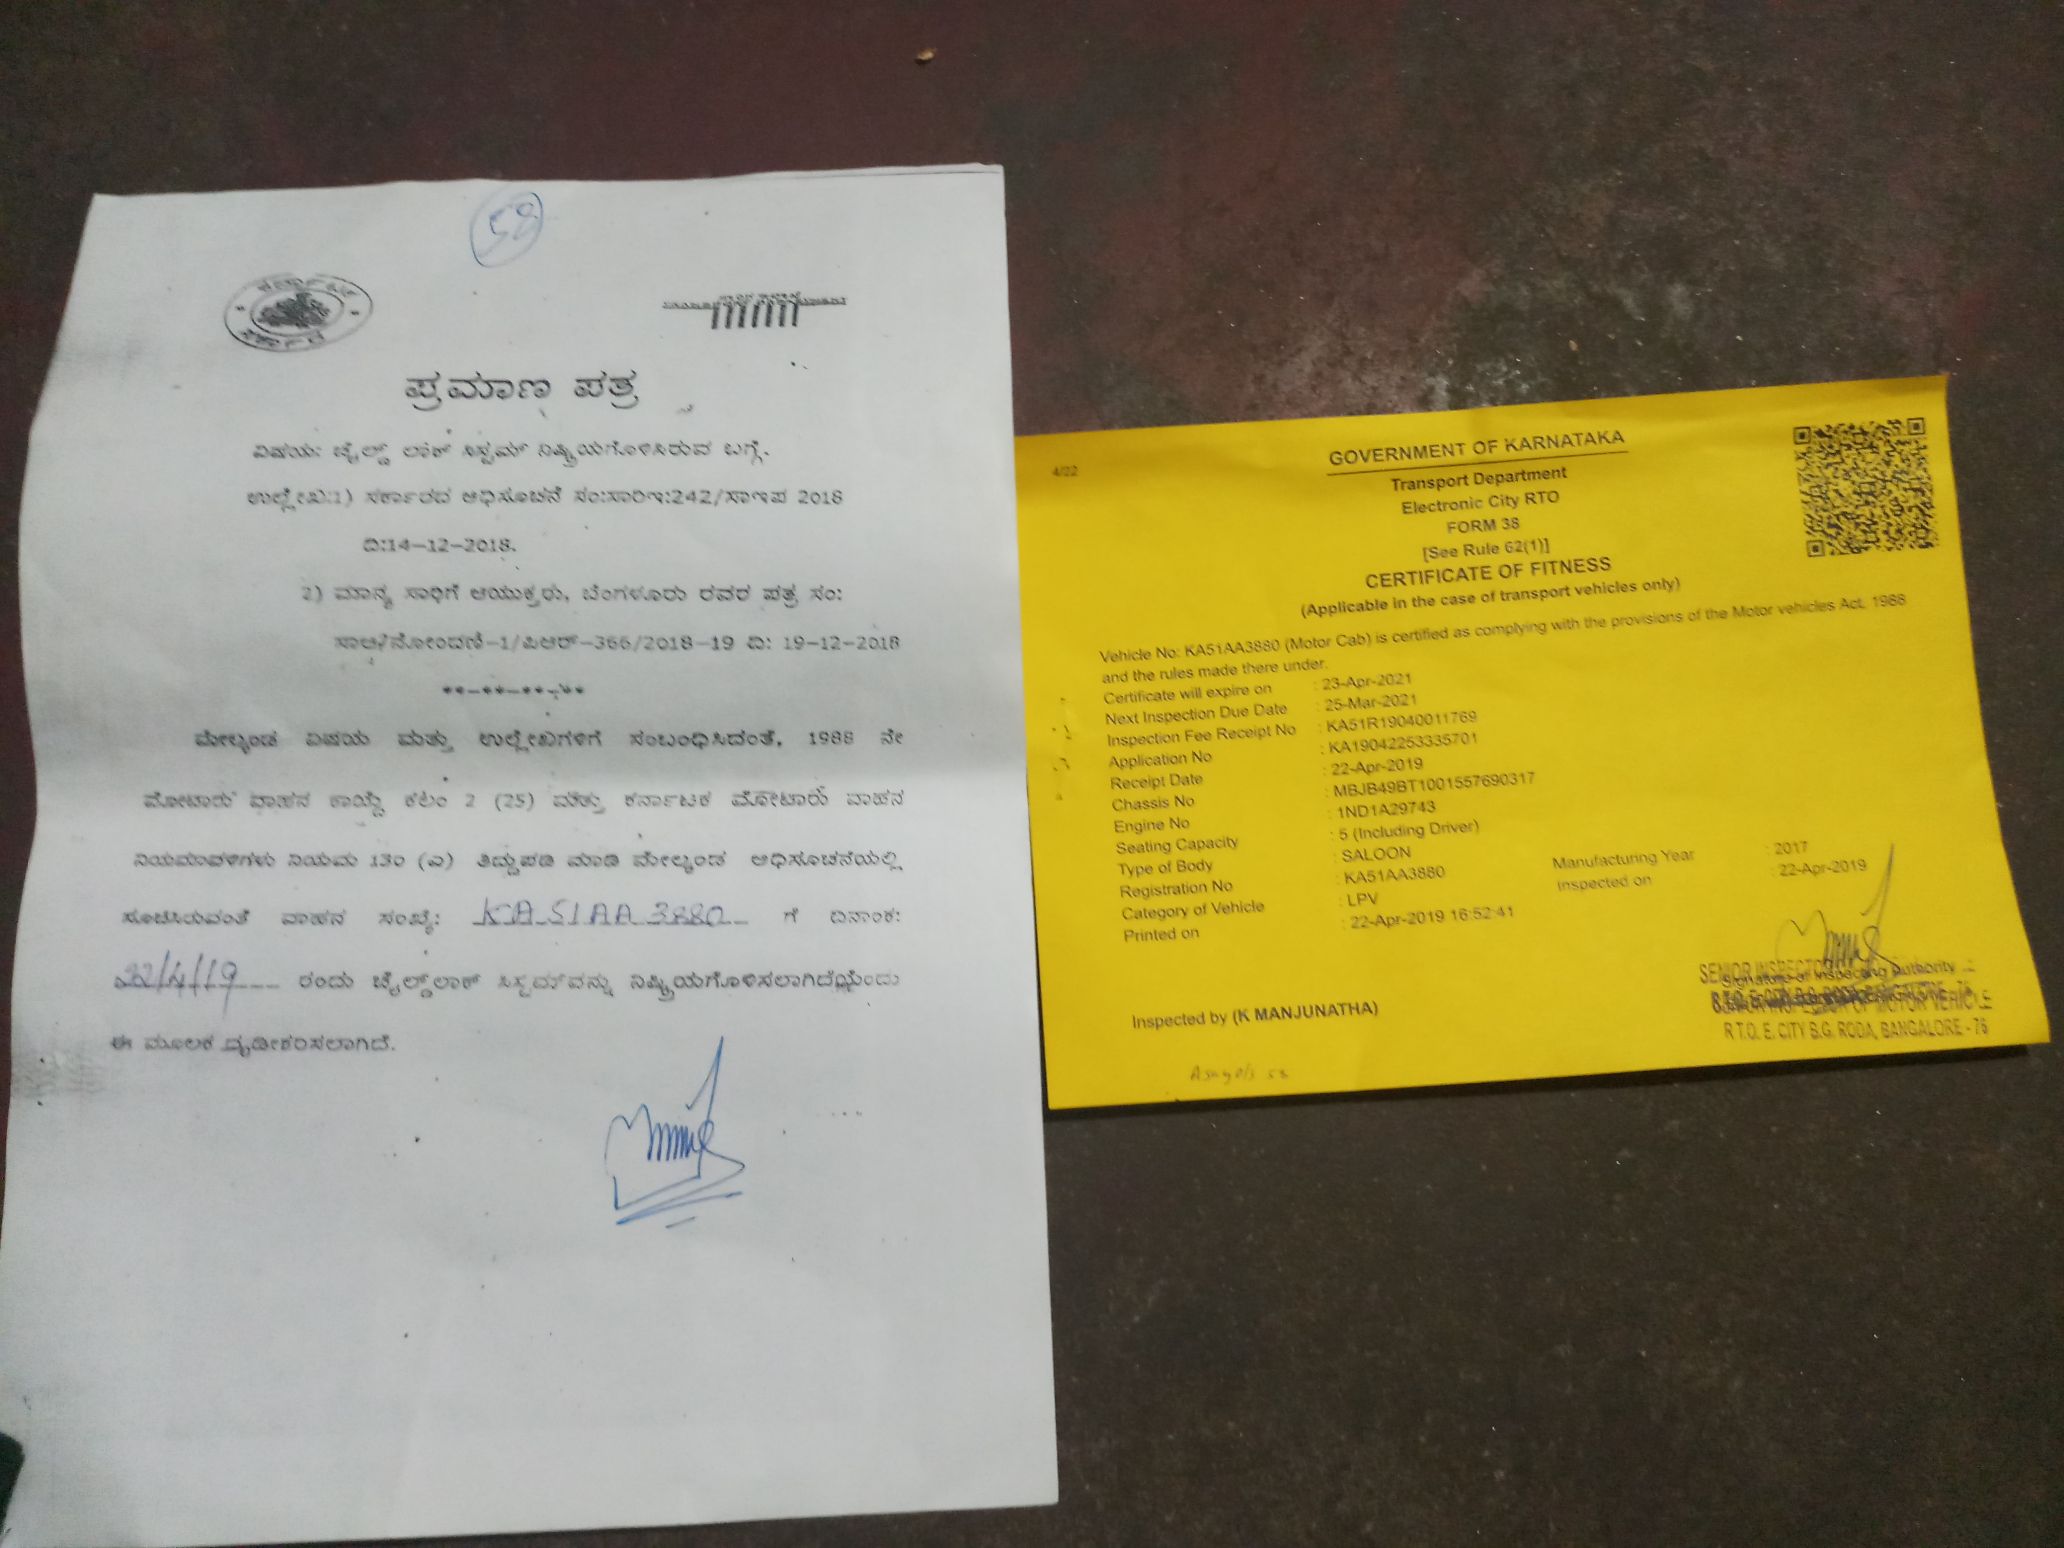 58
ಕರ್ನಾಟಕ
ಸರ್ಕಾರ
ಪ್ರಮಾಣ ಪತ್ರ
ವಿಷಯ: ಚೈಲ್ಡ್ ಲಾಕ್ ಸಿಸ್ಟಮ್ ನಿಷ್ಕ್ರಿಯಗೊಳಿಸಿರುವ ಬಗ್ಗೆ.
ಉಲ್ಲೇಖ:1) ಸರ್ಕಾರದ ಅಧಿಸೂಚನೆ ಸಂ:ಸಾರಿಇ:242/ಸಾಇಪ 2018
ದಿ:14-12-2018.
2) ಮಾನ್ಯ ಸಾರಿಗೆ ಆಯುಕ್ತರು, ಬೆಂಗಳೂರು ರವರ ಪತ್ರ ಸಂ:
ಸಾಆ/ನೋಂದಣಿ-1/ಪಿಆರ್-366/2018-19 ದಿ: 19-12-2018
**-**-**-**
ಮೇಲ್ಕಂಡ ವಿಷಯ ಮತ್ತು ಉಲ್ಲೇಖಗಳಿಗೆ ಸಂಬಂಧಿಸಿದಂತೆ, 1988 ನೇ
ಮೋಟಾರು ವಾಹನ ಕಾಯ್ದೆ ಕಲಂ 2 (25) ಮತ್ತು ಕರ್ನಾಟಕ ಮೋಟಾರು ವಾಹನ
ನಿಯಮಾವಳಿಗಳು ನಿಯಮ 130 (ಎ) ತಿದ್ದುಪಡಿ ಮಾಡಿ ಮೇಲ್ಕಂಡ ಅಧಿಸೂಚನೆಯಲ್ಲಿ
ಸೂಚಿಸಿರುವಂತೆ ವಾಹನ ಸಂಖ್ಯೆ: KA51AA3880 ಗೆ ದಿನಾಂಕ:
22/4/19 ರಂದು ಚೈಲ್ಡ್‌ಲಾಕ್ ಸಿಸ್ಟಮ್‌ವನ್ನು ನಿಷ್ಕ್ರಿಯಗೊಳಿಸಲಾಗಿದೆಯೆಂದು
ಈ ಮೂಲಕ ದೃಢೀಕರಿಸಲಾಗಿದೆ.
4/22
GOVERNMENT OF KARNATAKA
Transport Department
Electronic City RTO
FORM 38
[See Rule 62(1)]
CERTIFICATE OF FITNESS
(Applicable in the case of transport vehicles only)
Vehicle No: KA51AA3880 (Motor Cab) is certified as complying with the provisions of the Motor vehicles Act, 1988
and the rules made there under.
Certificate will expire on : 23-Apr-2021
Next Inspection Due Date : 25-Mar-2021
Inspection Fee Receipt No : KA51R19040011769
Application No : KA19042253335701
Receipt Date : 22-Apr-2019
Chassis No : MBJB49BT1001557690317
Engine No : 1ND1A29743
Seating Capacity : 5 (Including Driver)
Type of Body : SALOON Manufacturing Year : 2017
Registration No : KA51AA3880 Inspected on : 22-Apr-2019
Category of Vehicle : LPV
Printed on : 22-Apr-2019 16:52:41
SENIOR INSPECTOR
Signature of Inspecting Authority
SENIOR INSPECTOR OF MOTOR VEHICLE
R.T.O. E. CITY B.G. RODA, BANGALORE - 76
Inspected by (K MANJUNATHA)